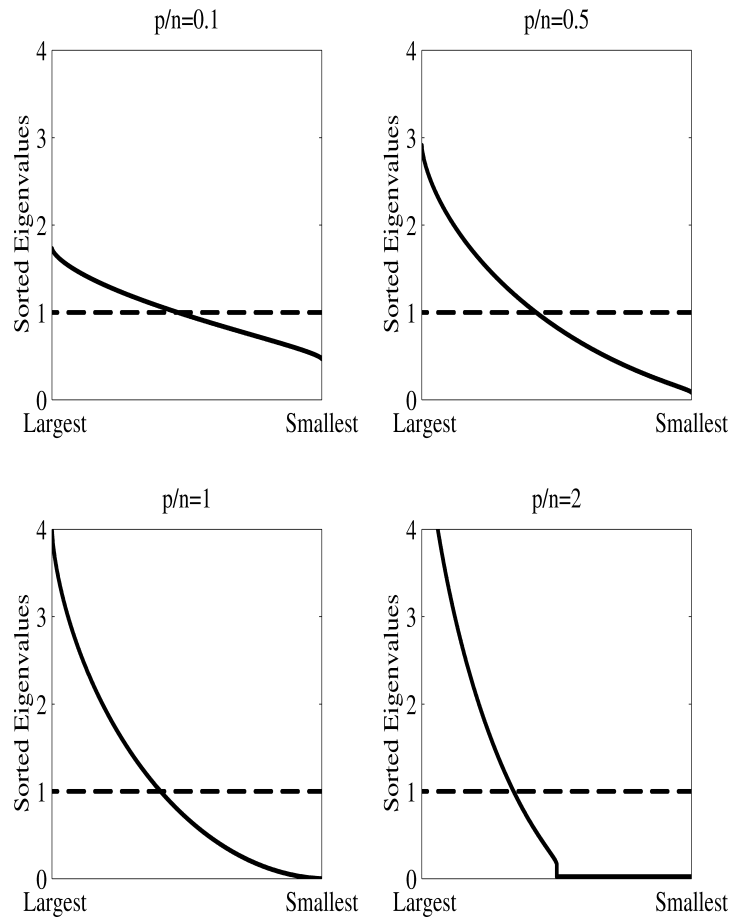 p/n=0.1
4
3
2
1
0
Sorted Eigenvalues
Largest Smallest
p/n=0.5
4
3
2
1
0
Sorted Eigenvalues
Largest Smallest
p/n=1
4
3
2
1
0
Sorted Eigenvalues
Largest Smallest
p/n=2
4
3
2
1
0
Sorted Eigenvalues
Largest Smallest